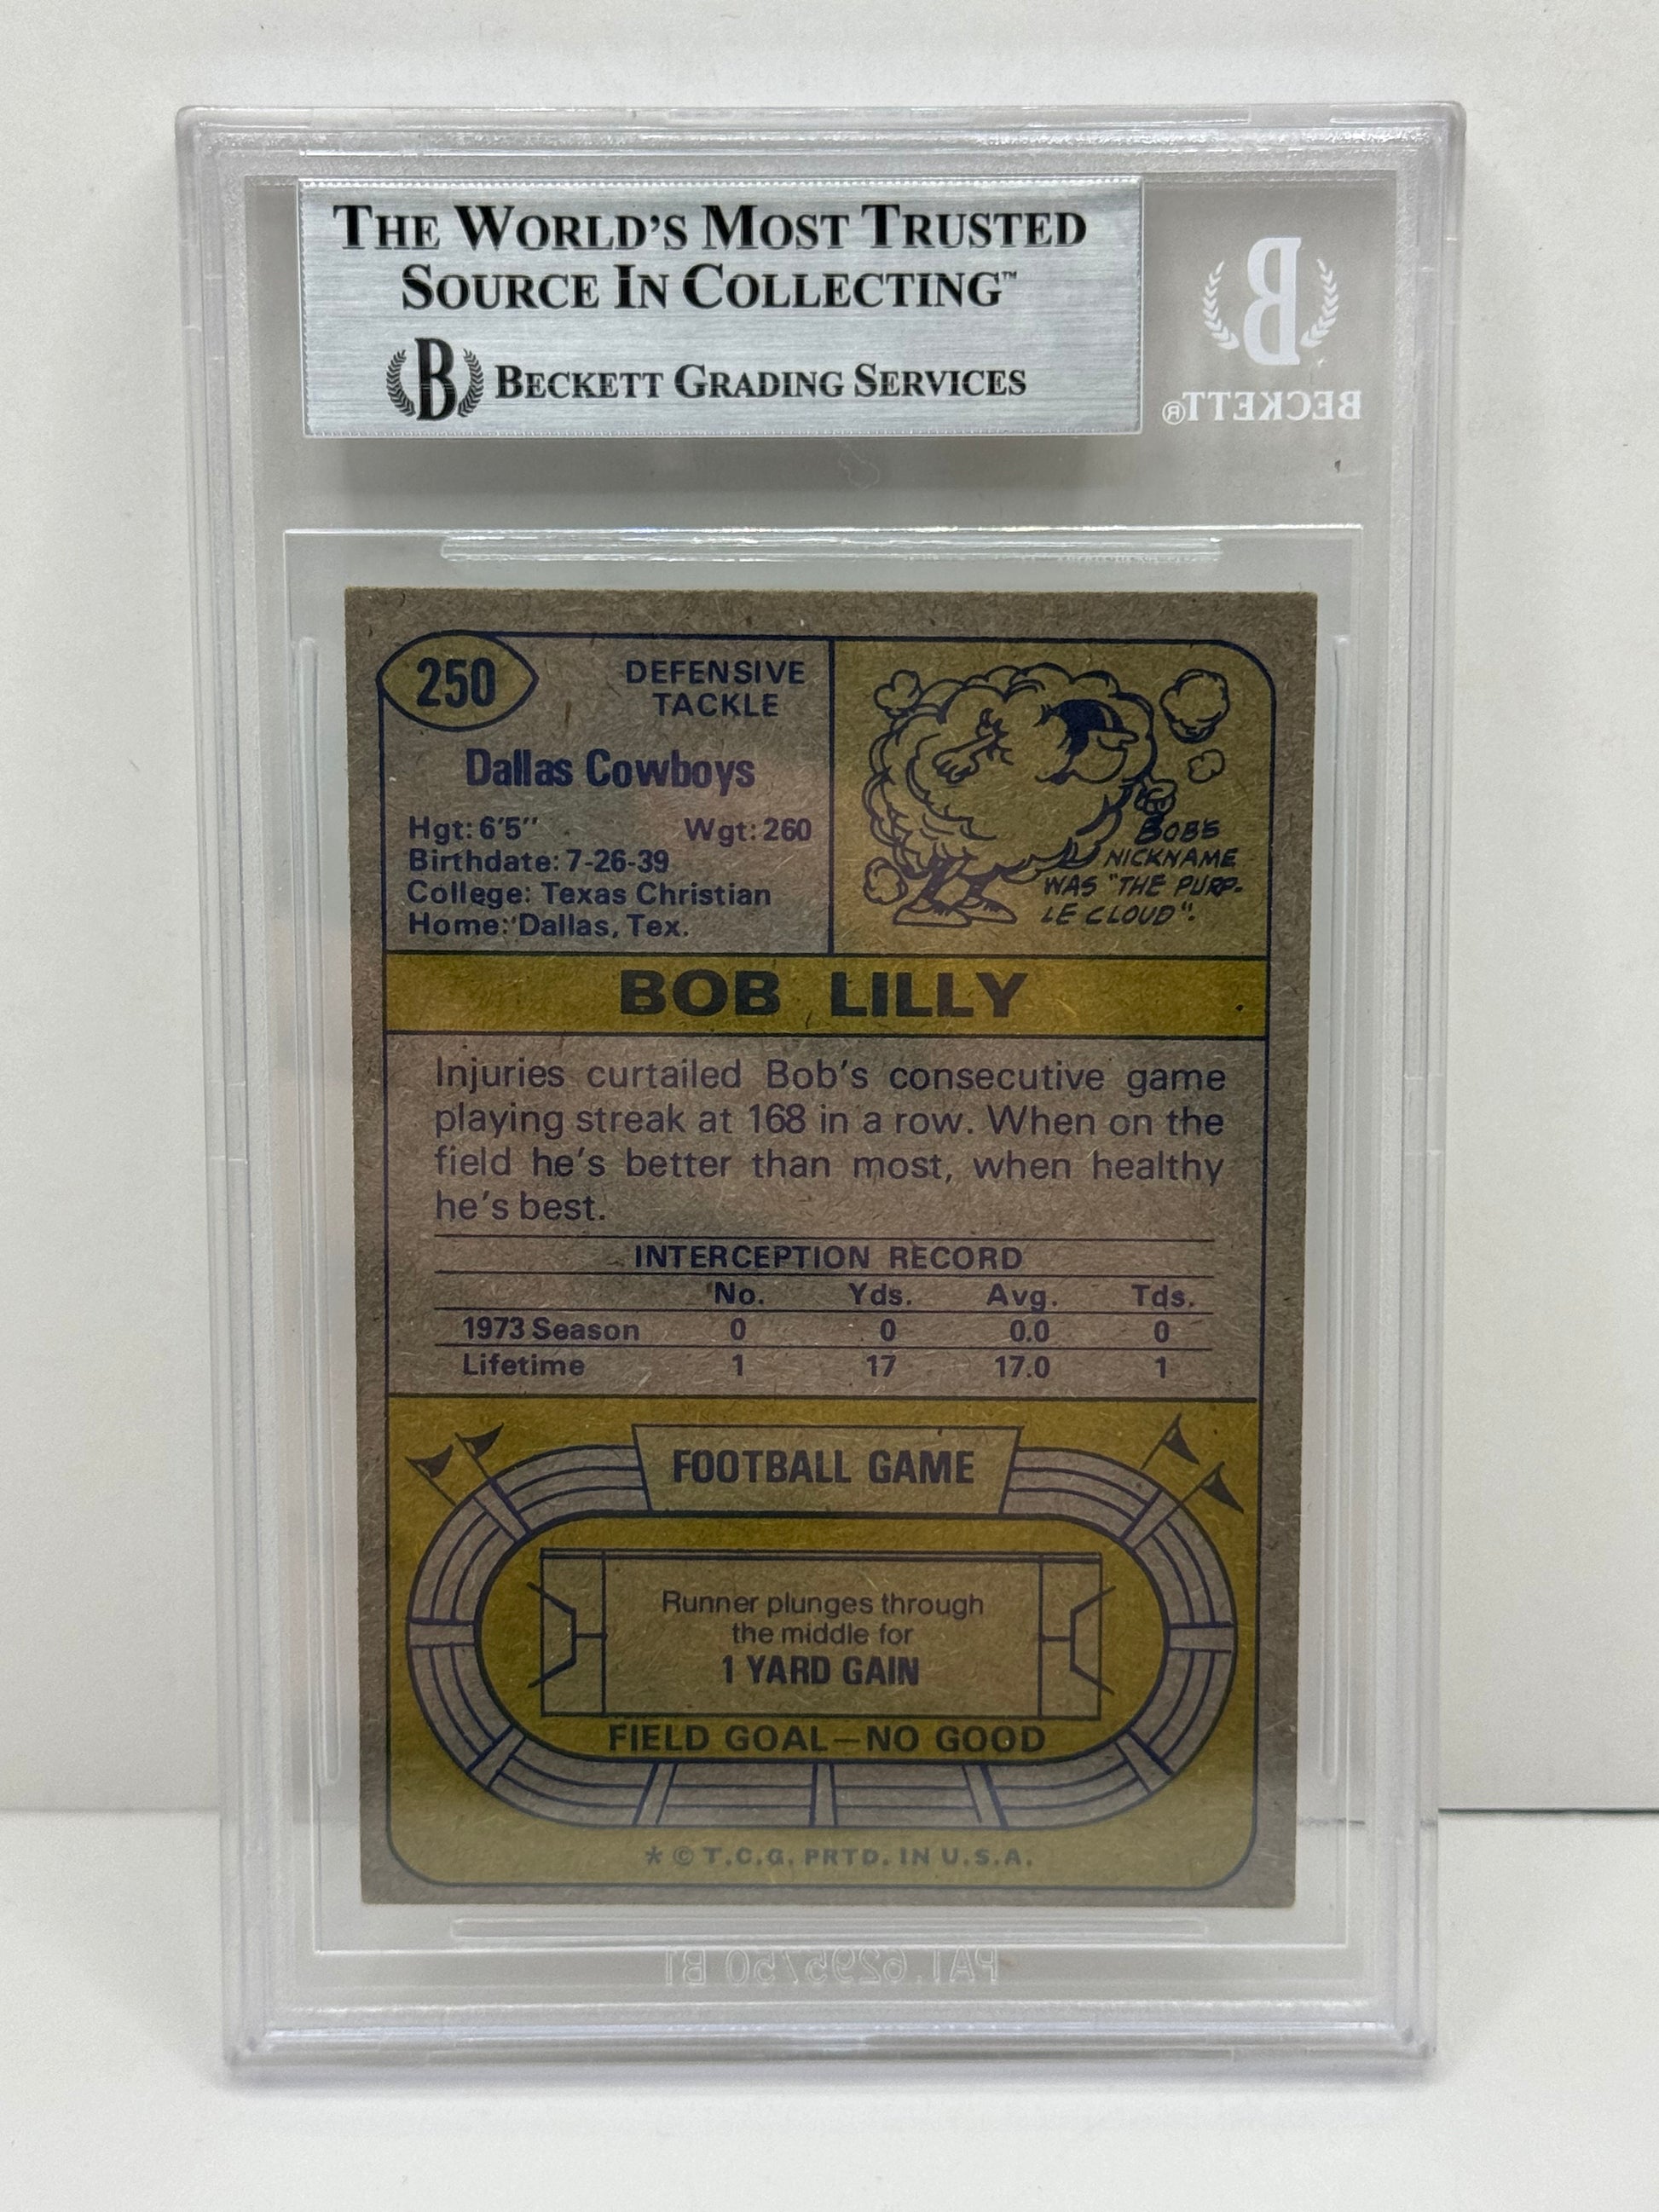 THE WORLD'S MOST TRUSTED
SOURCE IN COLLECTING™
B BECKETT GRADING SERVICES
B
BECKETT®
250
DEFENSIVE
TACKLE
Dallas Cowboys
Hgt: 6'5" Wgt: 260
Birthdate: 7-26-39
College: Texas Christian
Home: Dallas, Tex.
BOB'S
NICKNAME
WAS "THE PURP-
LE CLOUD".
BOB LILLY
Injuries curtailed Bob's consecutive game
playing streak at 168 in a row. When on the
field he's better than most, when healthy
he's best.
INTERCEPTION RECORD
No. Yds. Avg. Tds.
1973 Season 0 0 0.0 0
Lifetime 1 17 17.0 1
FOOTBALL GAME
Runner plunges through
the middle for
1 YARD GAIN
FIELD GOAL—NO GOOD
* © T.C.G. PRTD. IN U.S.A.
PAT. 6295750 B1